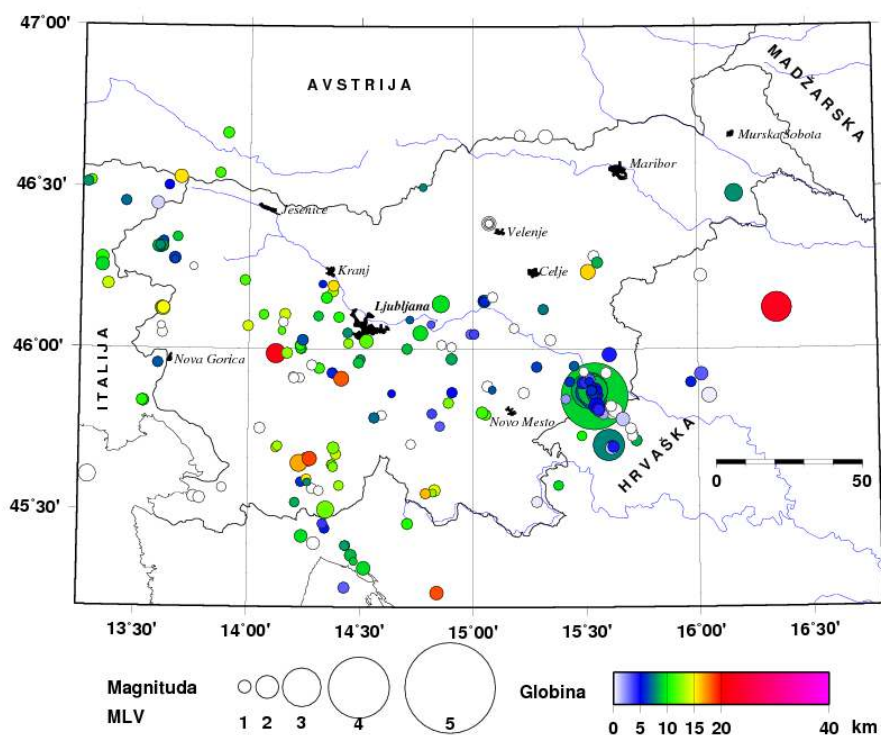 47°00'
46°30'
46°00'
45°30'
AVSTRIJA
MADŽARSKA
Murska Sobota
Maribor
Jesenice
Velenje
Kranj
Celje
Ljubljana
ITALIJA
Nova Gorica
Novo Mesto
HRVAŠKA
0 50
13°30' 14°00' 14°30' 15°00' 15°30' 16°00' 16°30'
Magnituda
MLV
1 2 3 4 5
Globina
0 5 10 15 20 40 km